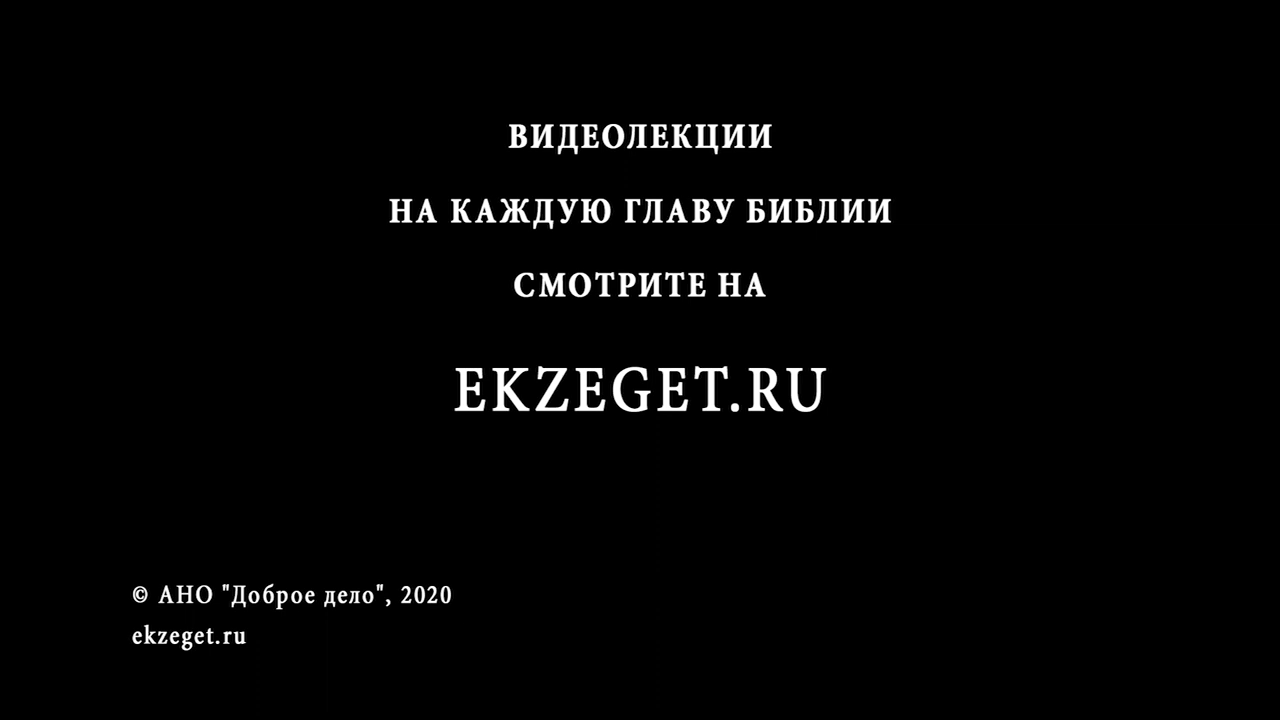 ВИДЕОЛЕКЦИИ
НА КАЖДУЮ ГЛАВУ БИБЛИИ
СМОТРИТЕ НА
EKZEGET.RU
© АНО "Доброе дело", 2020
ekzeget.ru